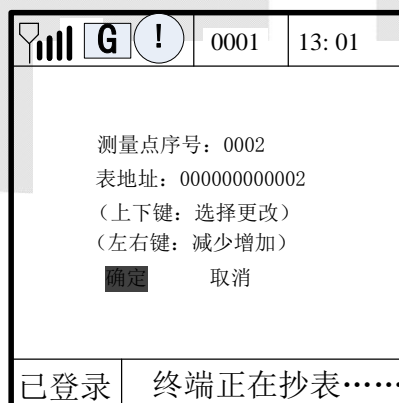 G ! 0001 13:01
测量点序号：0002
表地址：000000000002
（上下键：选择更改）
（左右键：减少增加）
确定 取消
已登录 终端正在抄表……